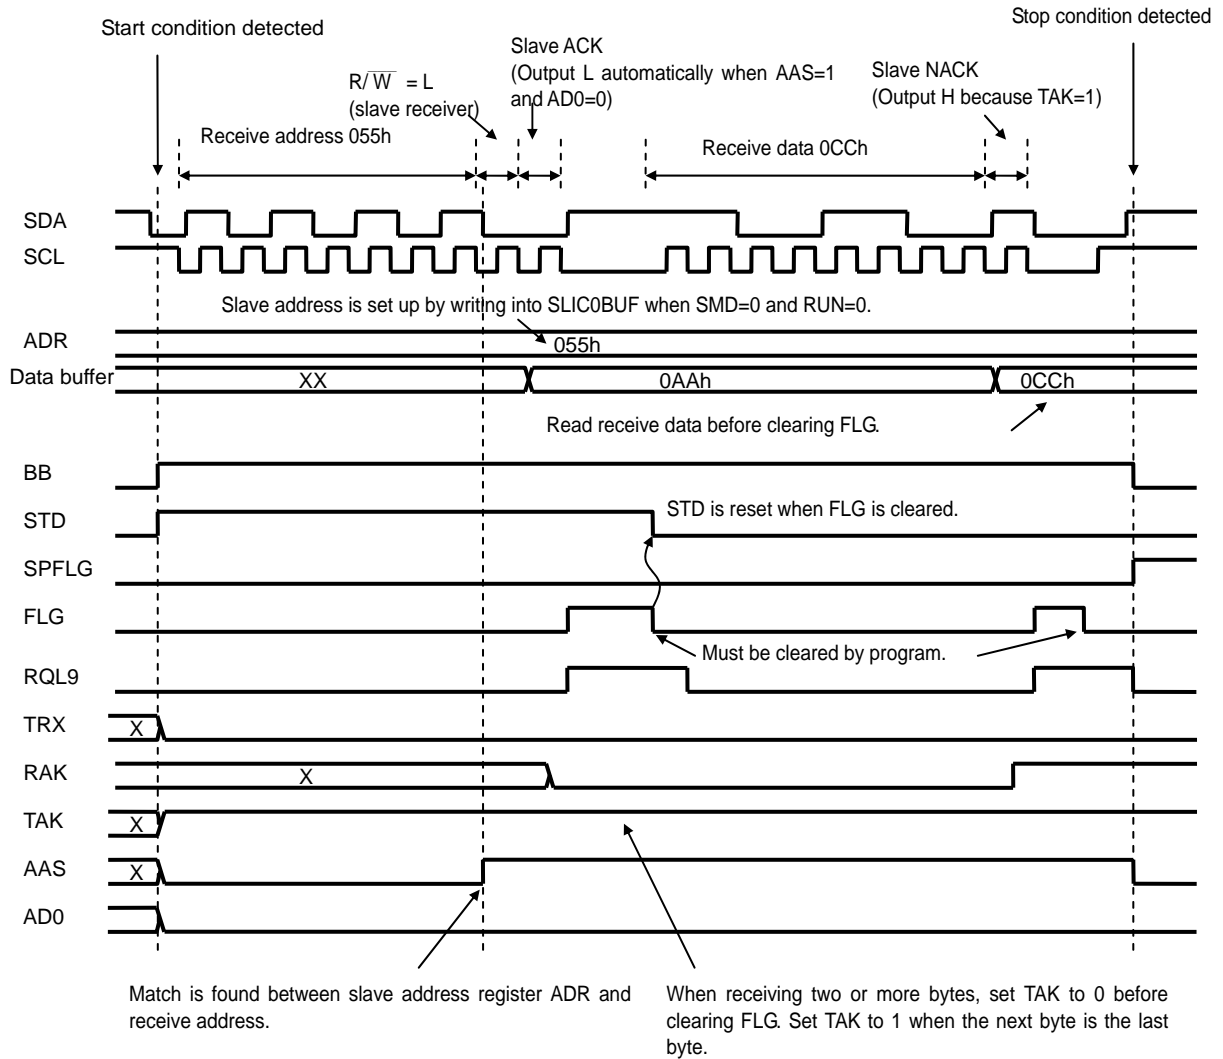 Start condition detected
Stop condition detected
Slave ACK
(Output L automatically when AAS=1
and AD0=0)
R/W = L
(slave receiver)
Slave NACK
(Output H because TAK=1)
Receive address 055h
Receive data 0CCh
SDA
SCL
Slave address is set up by writing into SLIC0BUF when SMD=0 and RUN=0.
ADR
055h
Data buffer
XX
0AAh
0CCh
Read receive data before clearing FLG.
BB
STD
STD is reset when FLG is cleared.
SPFLG
FLG
Must be cleared by program.
RQL9
TRX
X
RAK
X
TAK
X
AAS
X
AD0
Match is found between slave address register ADR and
receive address.
When receiving two or more bytes, set TAK to 0 before
clearing FLG. Set TAK to 1 when the next byte is the last
byte.